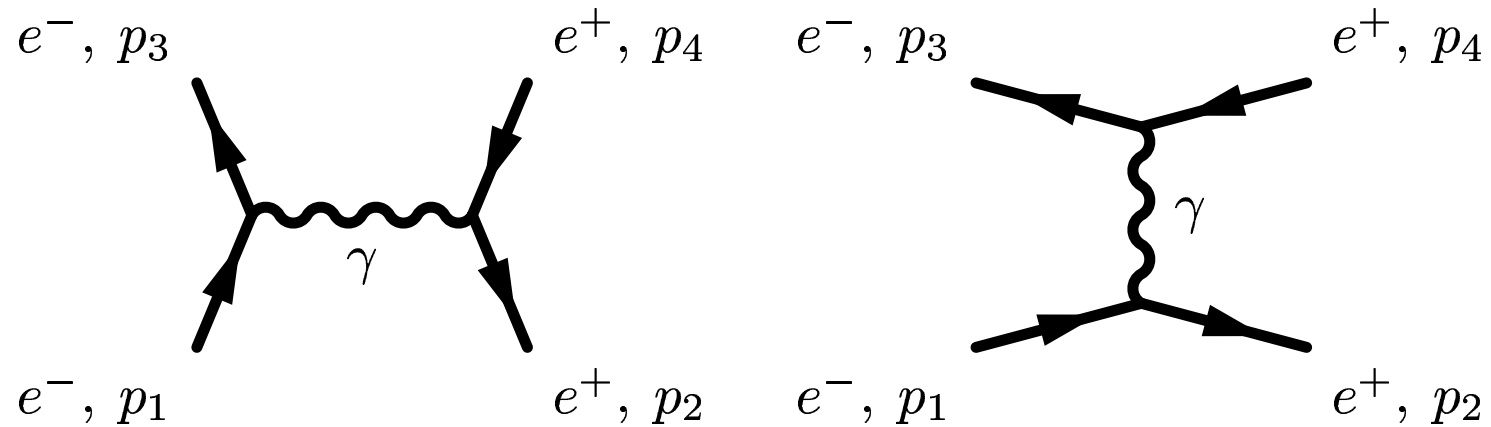 e⁻, p₃ e⁺, p₄ e⁻, p₃ e⁺, p₄
γ γ
e⁻, p₁ e⁺, p₂ e⁻, p₁ e⁺, p₂